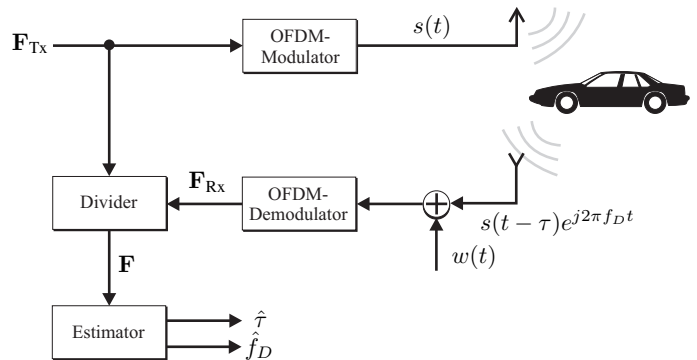 F_Tx
OFDM-
Modulator
s(t)
Divider
F_Rx
OFDM-
Demodulator
s(t − τ)e^{j2πf_D t}
w(t)
F
Estimator
τ̂
f̂_D